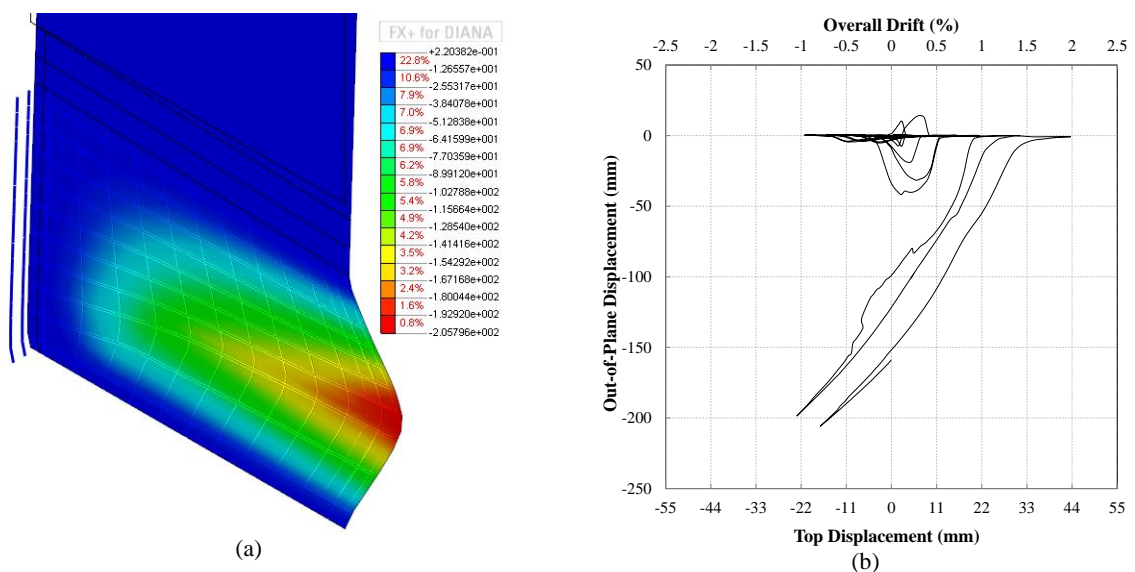 FX+ for DIANA
+2.20382e-001
22.8%
-1.26557e+001
10.6%
-2.55317e+001
7.9%
-3.84078e+001
7.0%
-5.12838e+001
6.9%
-6.41599e+001
6.9%
-7.70359e+001
6.2%
-8.99120e+001
5.8%
-1.02788e+002
5.4%
-1.15664e+002
4.9%
-1.28540e+002
4.2%
-1.41416e+002
3.5%
-1.54292e+002
3.2%
-1.67168e+002
2.4%
-1.80044e+002
1.6%
-1.92920e+002
0.8%
-2.05796e+002
(a)
Overall Drift (%)
-2.5 -2 -1.5 -1 -0.5 0 0.5 1 1.5 2 2.5
50
0
-50
-100
-150
-200
-250
Out-of-Plane Displacement (mm)
-55 -44 -33 -22 -11 0 11 22 33 44 55
Top Displacement (mm)
(b)